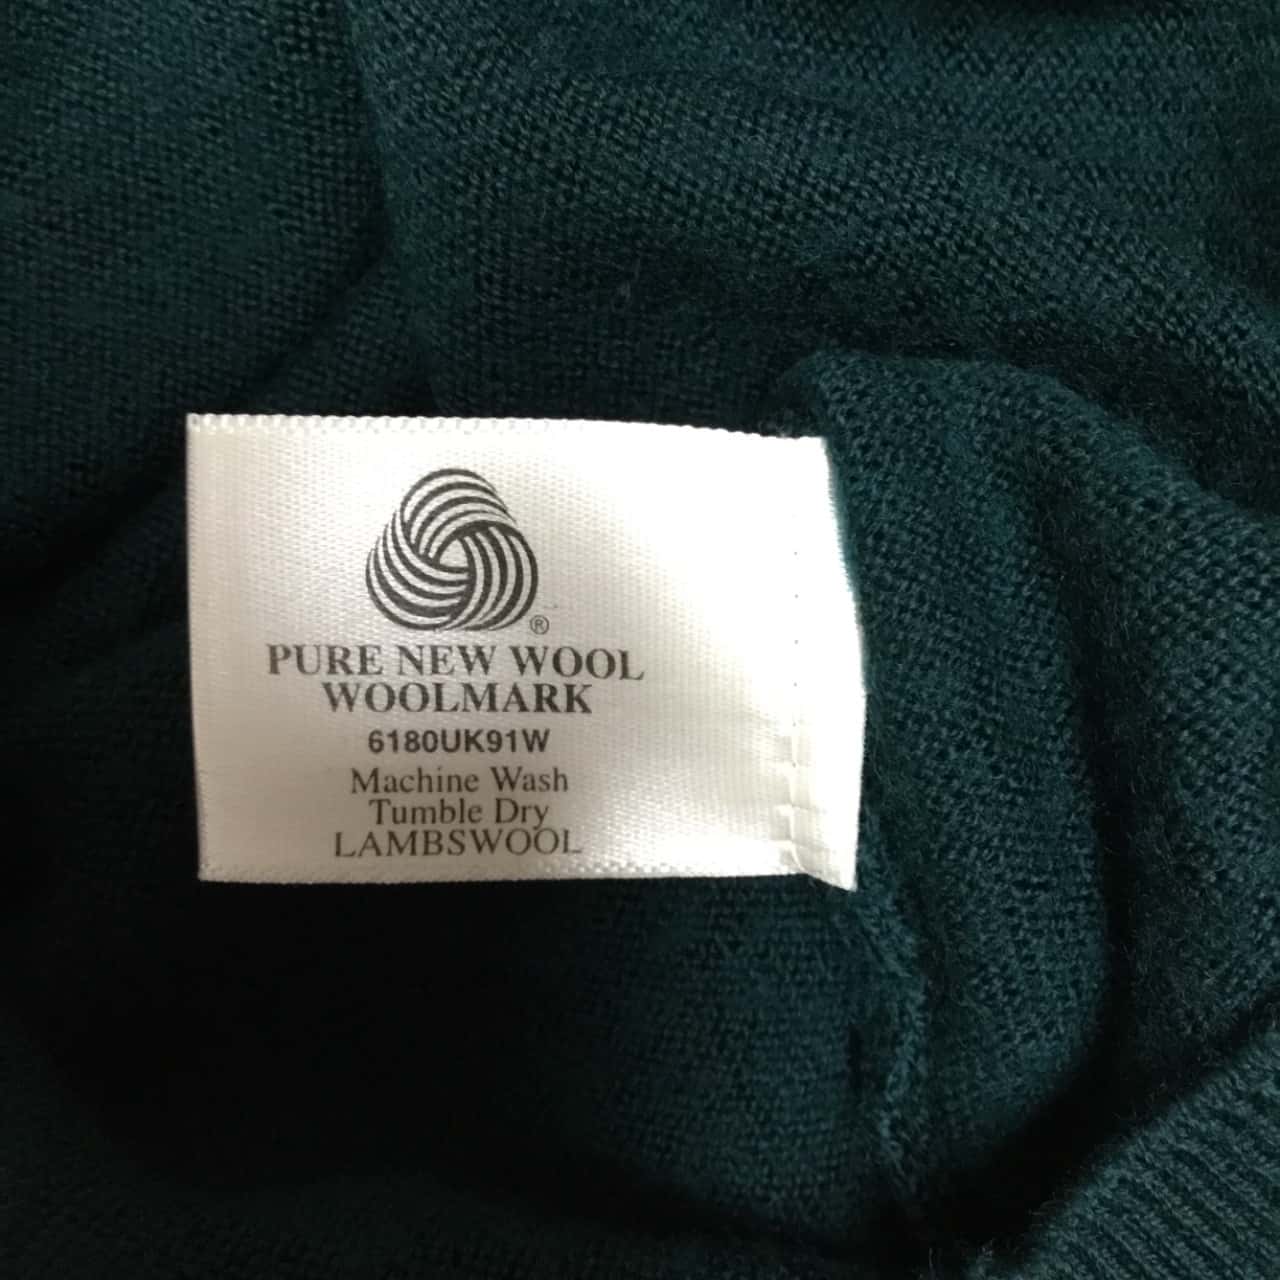 ®
PURE NEW WOOL
WOOLMARK
6180UK91W
Machine Wash
Tumble Dry
LAMBSWOOL